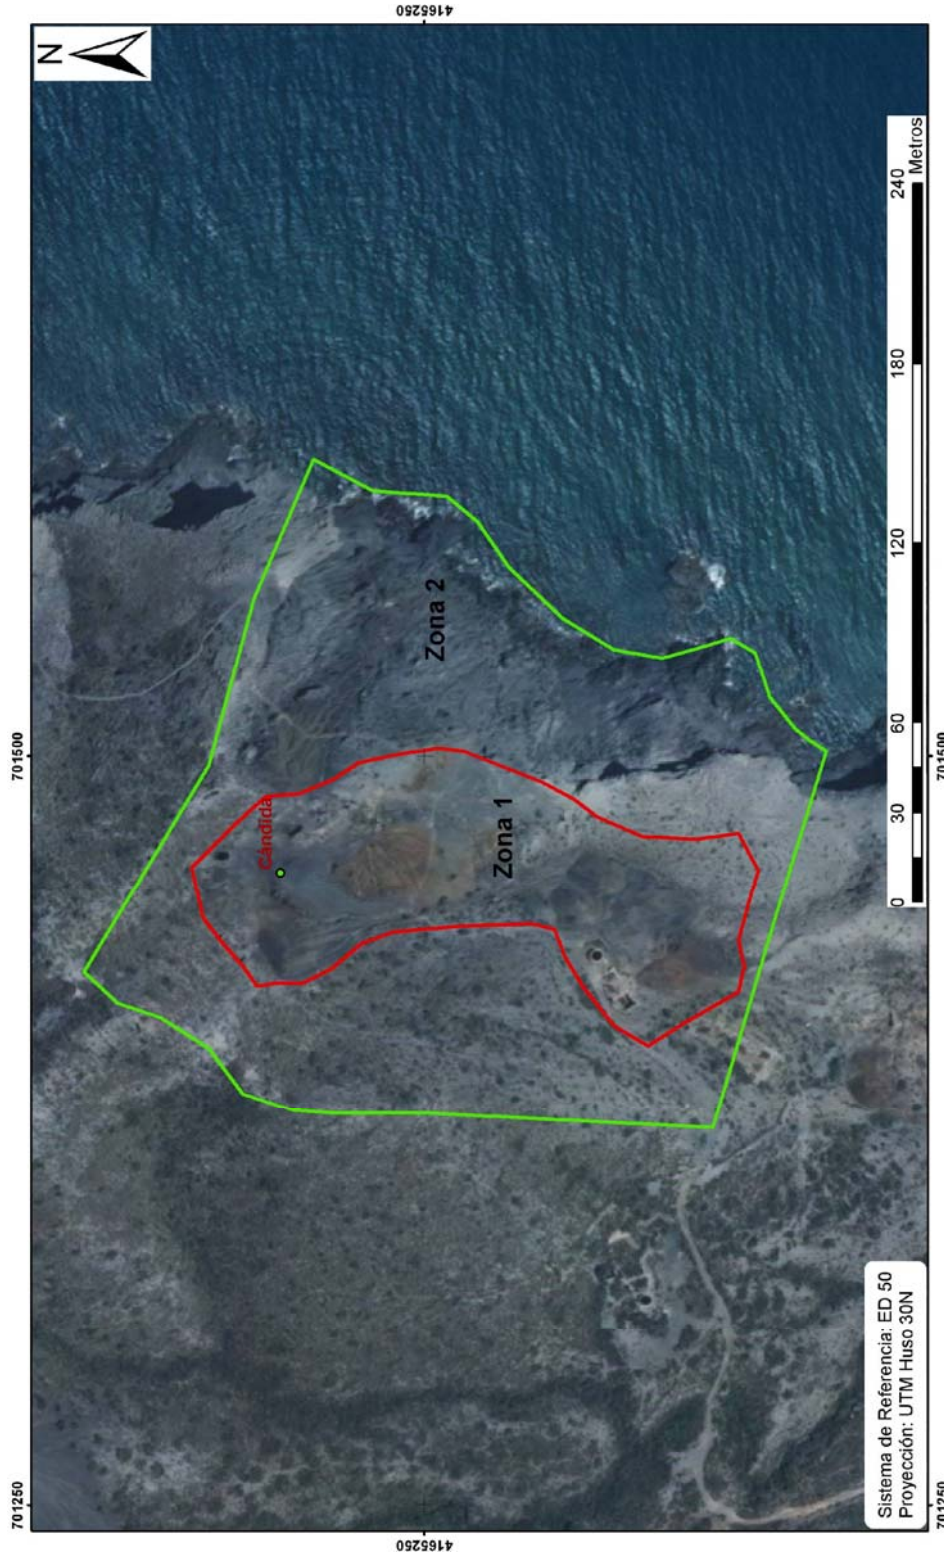 4165250
N
701500
Cándida
Zona 2
Zona 1
701500
0 30 60 120 180 240
Metros
Sistema de Referencia: ED 50
Proyección: UTM Huso 30N
701250
701250
4165250